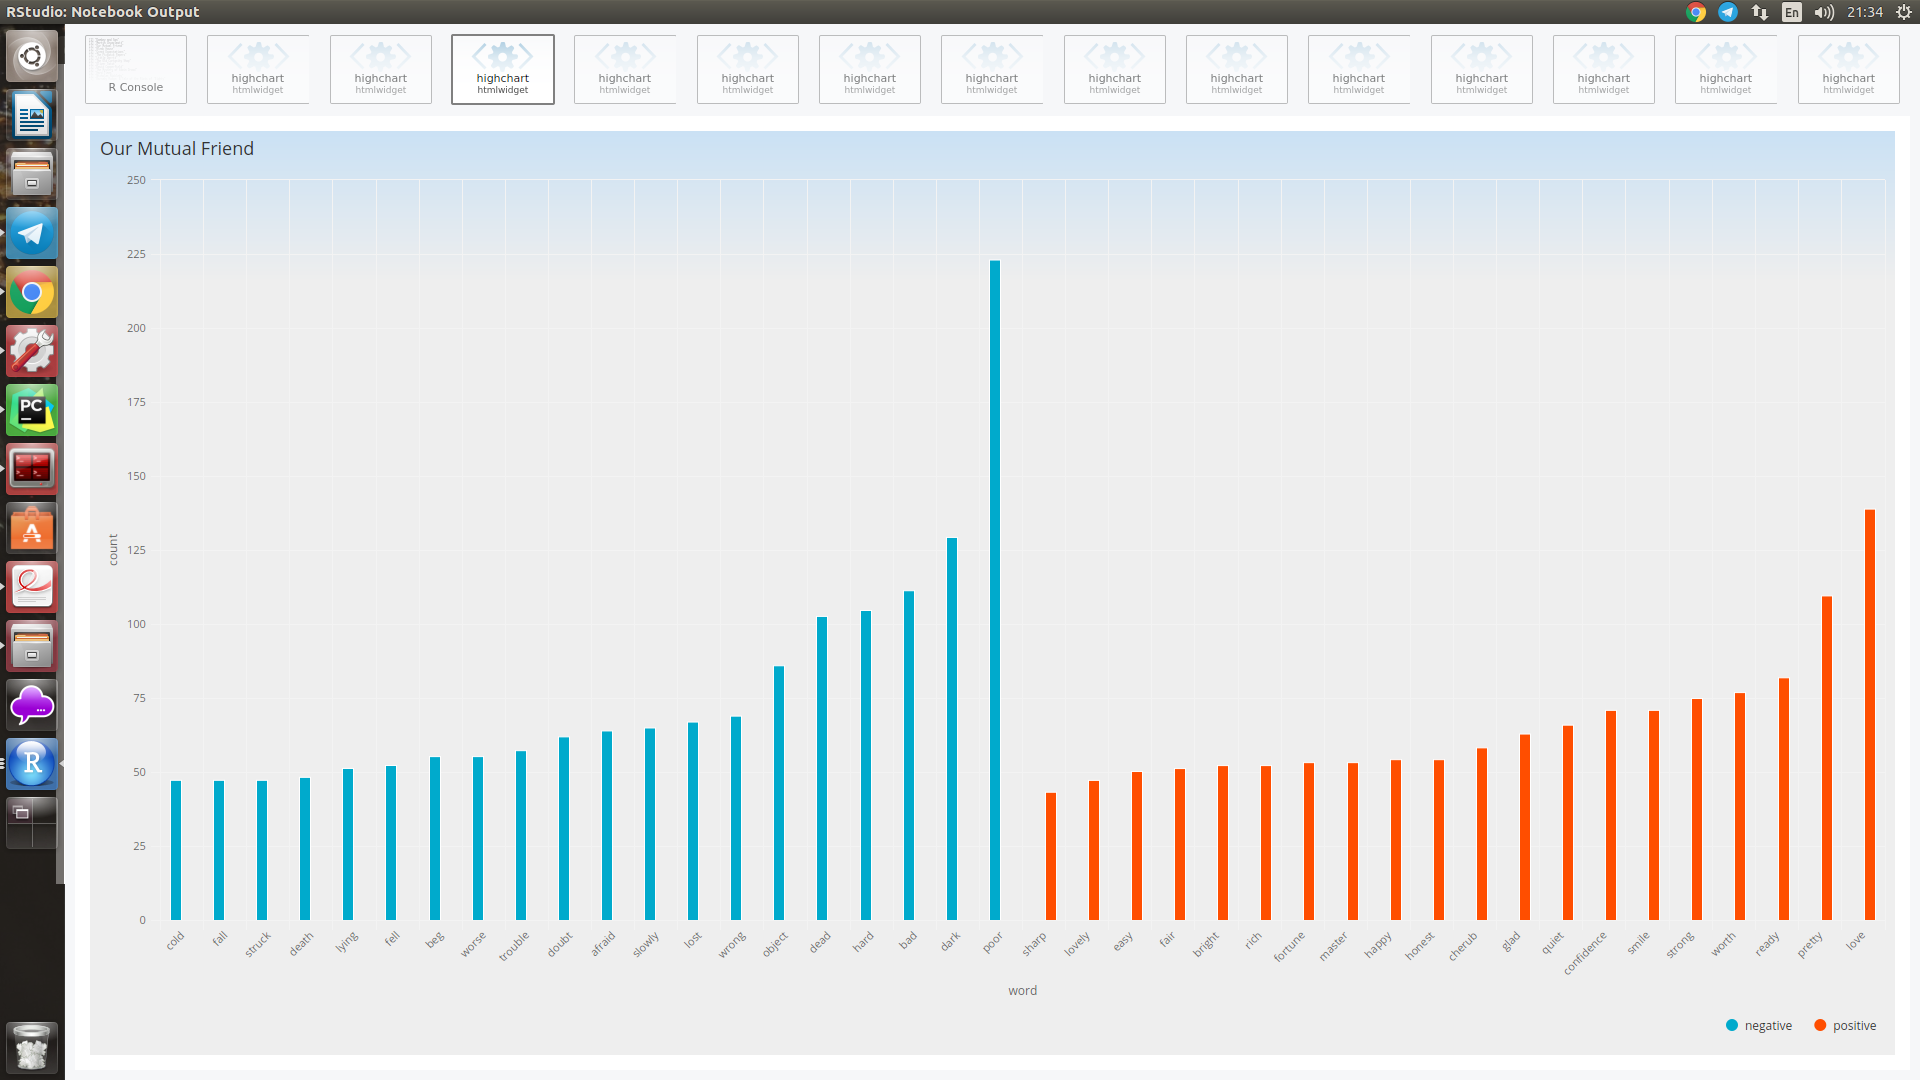 RStudio: Notebook Output
En
21:34
R Console
highchart
htmlwidget
highchart
htmlwidget
highchart
htmlwidget
highchart
htmlwidget
highchart
htmlwidget
highchart
htmlwidget
highchart
htmlwidget
highchart
htmlwidget
highchart
htmlwidget
highchart
htmlwidget
highchart
htmlwidget
highchart
htmlwidget
highchart
htmlwidget
highchart
htmlwidget
Our Mutual Friend
250
225
200
175
150
125
100
75
50
25
0
count
cold
fall
struck
death
lying
fell
beg
worse
trouble
doubt
afraid
slowly
lost
wrong
object
dead
hard
bad
dark
poor
sharp
lovely
easy
fair
bright
rich
fortune
master
happy
honest
cherub
glad
quiet
confidence
smile
strong
worth
ready
pretty
love
word
negative
positive
PC
A
R